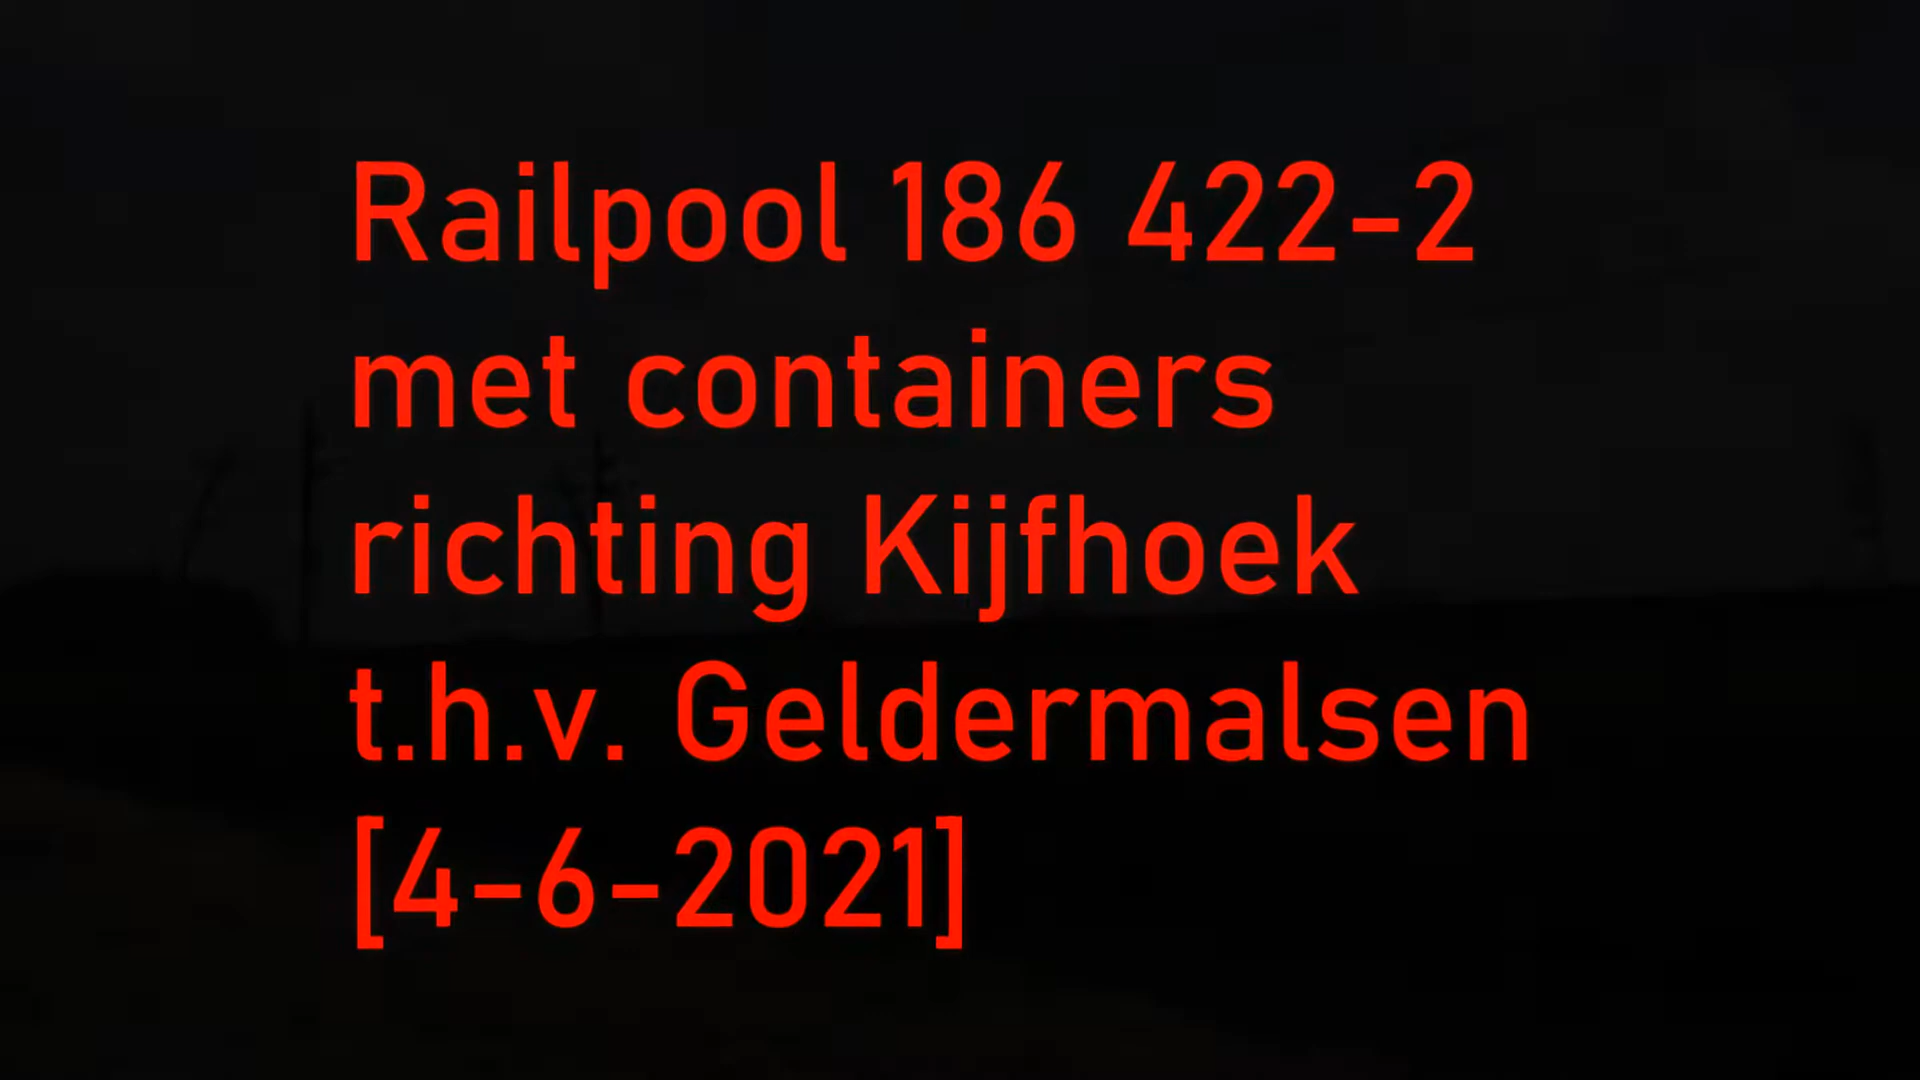 Railpool 186 422-2
met containers
richting Kijfhoek
t.h.v. Geldermalsen
[4-6-2021]